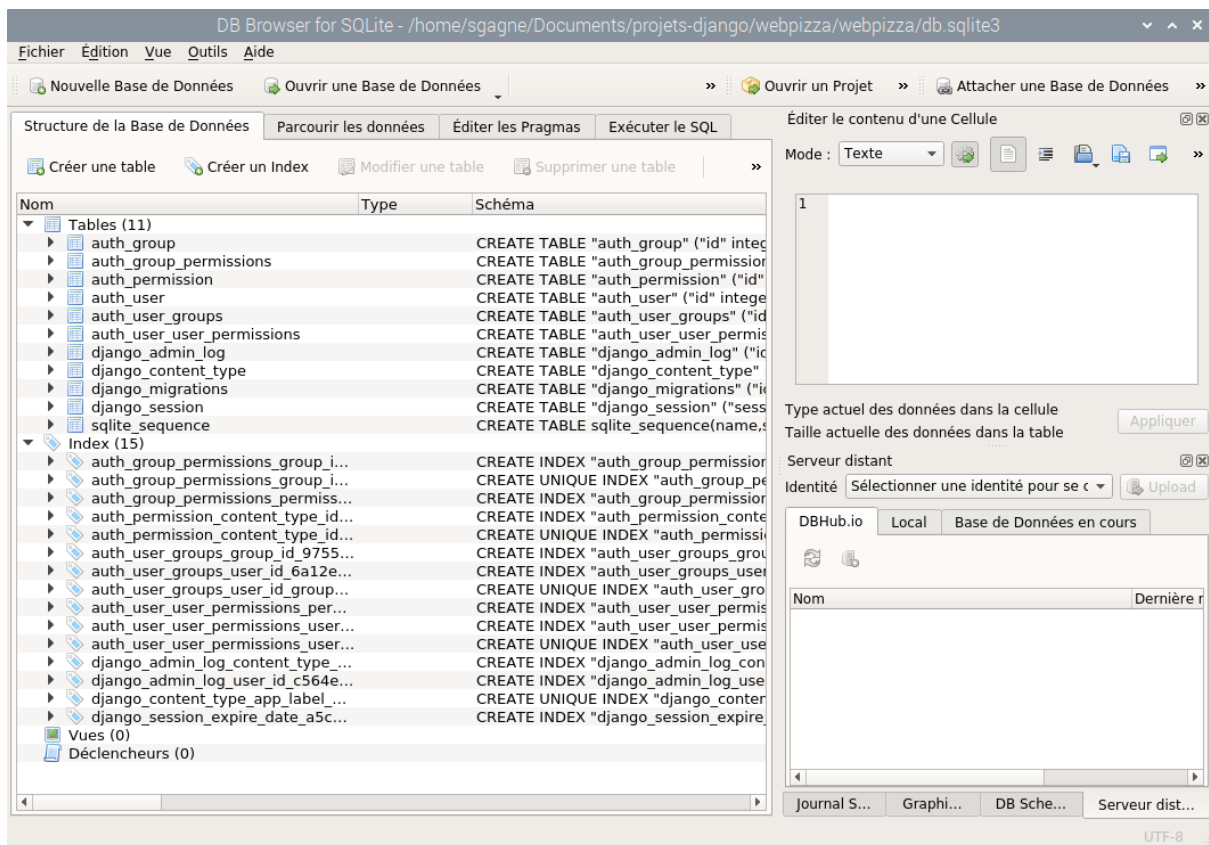 DB Browser for SQLite - /home/sgagne/Documents/projets-django/webpizza/webpizza/db.sqlite3
Fichier Édition Vue Outils Aide
Nouvelle Base de Données Ouvrir une Base de Données » Ouvrir un Projet » Attacher une Base de Données »
Structure de la Base de Données Parcourir les données Éditer les Pragmas Exécuter le SQL
Créer une table Créer un Index Modifier une table Supprimer une table »
Nom Type Schéma
Tables (11)
auth_group CREATE TABLE "auth_group" ("id" integ
auth_group_permissions CREATE TABLE "auth_group_permission
auth_permission CREATE TABLE "auth_permission" ("id"
auth_user CREATE TABLE "auth_user" ("id" intege
auth_user_groups CREATE TABLE "auth_user_groups" ("id
auth_user_user_permissions CREATE TABLE "auth_user_user_permis
django_admin_log CREATE TABLE "django_admin_log" ("id
django_content_type CREATE TABLE "django_content_type"
django_migrations CREATE TABLE "django_migrations" ("i
django_session CREATE TABLE "django_session" ("sess
sqlite_sequence CREATE TABLE sqlite_sequence(name,s
Index (15)
auth_group_permissions_group_i... CREATE INDEX "auth_group_permission
auth_group_permissions_group_i... CREATE UNIQUE INDEX "auth_group_pe
auth_group_permissions_permiss... CREATE INDEX "auth_group_permission
auth_permission_content_type_id... CREATE INDEX "auth_permission_conte
auth_permission_content_type_id... CREATE UNIQUE INDEX "auth_permissi
auth_user_groups_group_id_9755... CREATE INDEX "auth_user_groups_grou
auth_user_groups_user_id_6a12e... CREATE INDEX "auth_user_groups_user
auth_user_groups_user_id_group... CREATE UNIQUE INDEX "auth_user_gro
auth_user_user_permissions_per... CREATE INDEX "auth_user_user_permis
auth_user_user_permissions_user... CREATE INDEX "auth_user_user_permis
auth_user_user_permissions_user... CREATE UNIQUE INDEX "auth_user_use
django_admin_log_content_type_... CREATE INDEX "django_admin_log_con
django_admin_log_user_id_c564e... CREATE INDEX "django_admin_log_use
django_content_type_app_label_... CREATE UNIQUE INDEX "django_conter
django_session_expire_date_a5c... CREATE INDEX "django_session_expire_
Vues (0)
Déclencheurs (0)
Éditer le contenu d'une Cellule
Mode : Texte »
1
Type actuel des données dans la cellule
Taille actuelle des données dans la table
Appliquer
Serveur distant
Identité Sélectionner une identité pour se c Upload
DBHub.io Local Base de Données en cours
Nom Dernière r
Journal S... Graphi... DB Sche... Serveur dist...
UTF-8